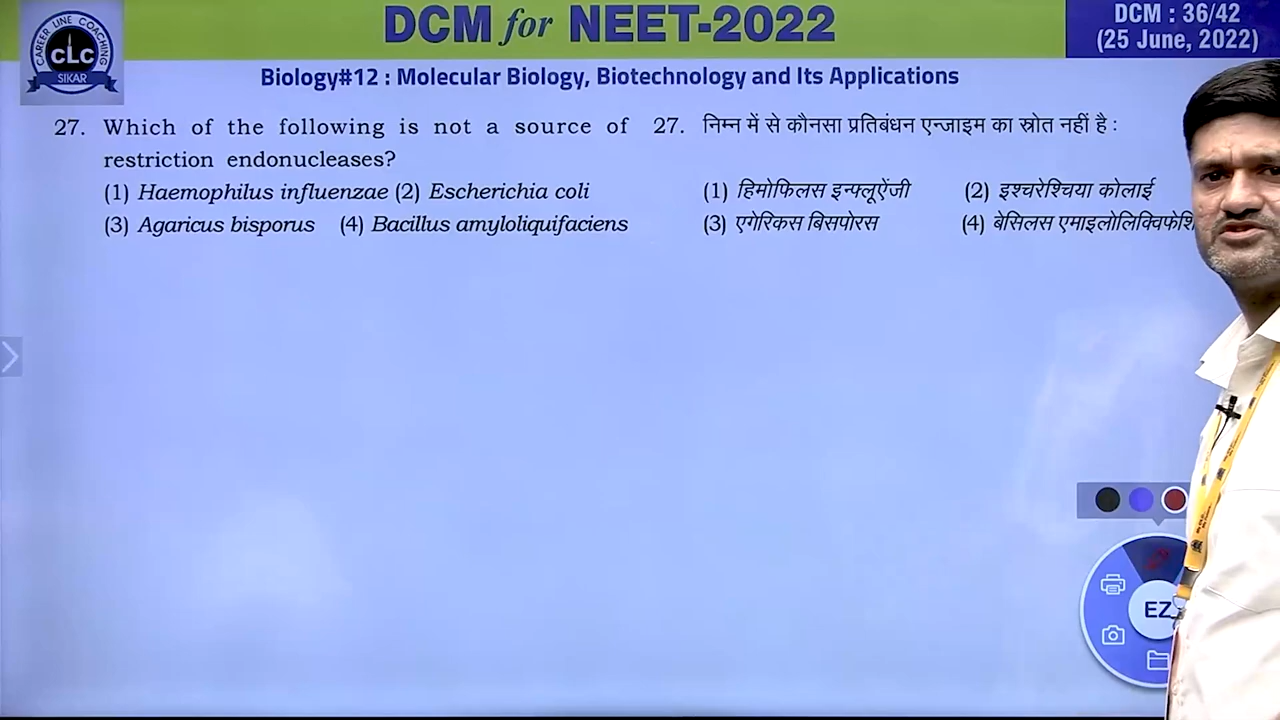 DCM for NEET-2022
DCM : 36/42
(25 June, 2022)
CAREER LINE COACHING
CLC
SIKAR
Biology#12 : Molecular Biology, Biotechnology and Its Applications
27. Which of the following is not a source of
restriction endonucleases?
(1) Haemophilus influenzae (2) Escherichia coli
(3) Agaricus bisporus (4) Bacillus amyloliquifaciens
27. निम्न में से कौनसा प्रतिबंधन एन्जाइम का स्रोत नहीं है :
(1) हिमोफिलस इन्फ्लूऐंजी (2) इश्चरेश्चिया कोलाई
(3) एगेरिकस बिसपोरस (4) बेसिलस
EZ